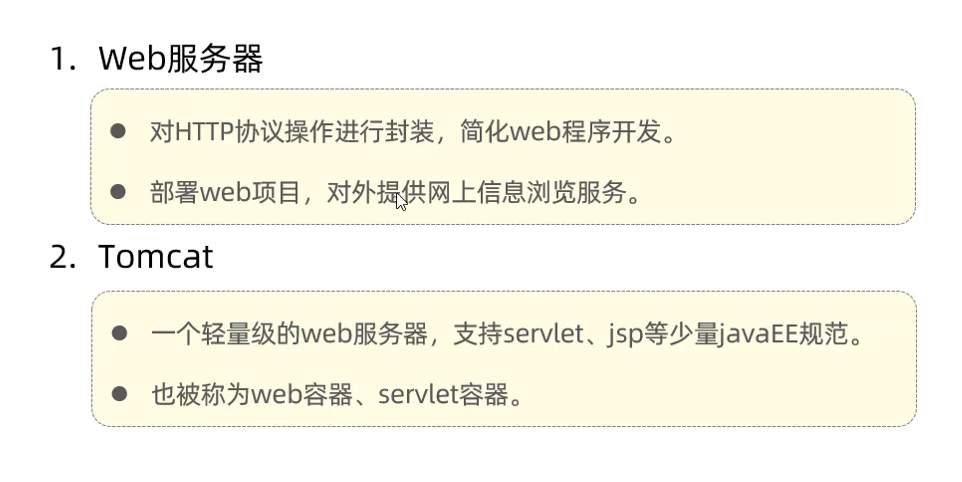 1. Web服务器
● 对HTTP协议操作进行封装，简化web程序开发。
● 部署web项目，对外提供网上信息浏览服务。
2. Tomcat
● 一个轻量级的web服务器，支持servlet、jsp等少量javaEE规范。
● 也被称为web容器、servlet容器。